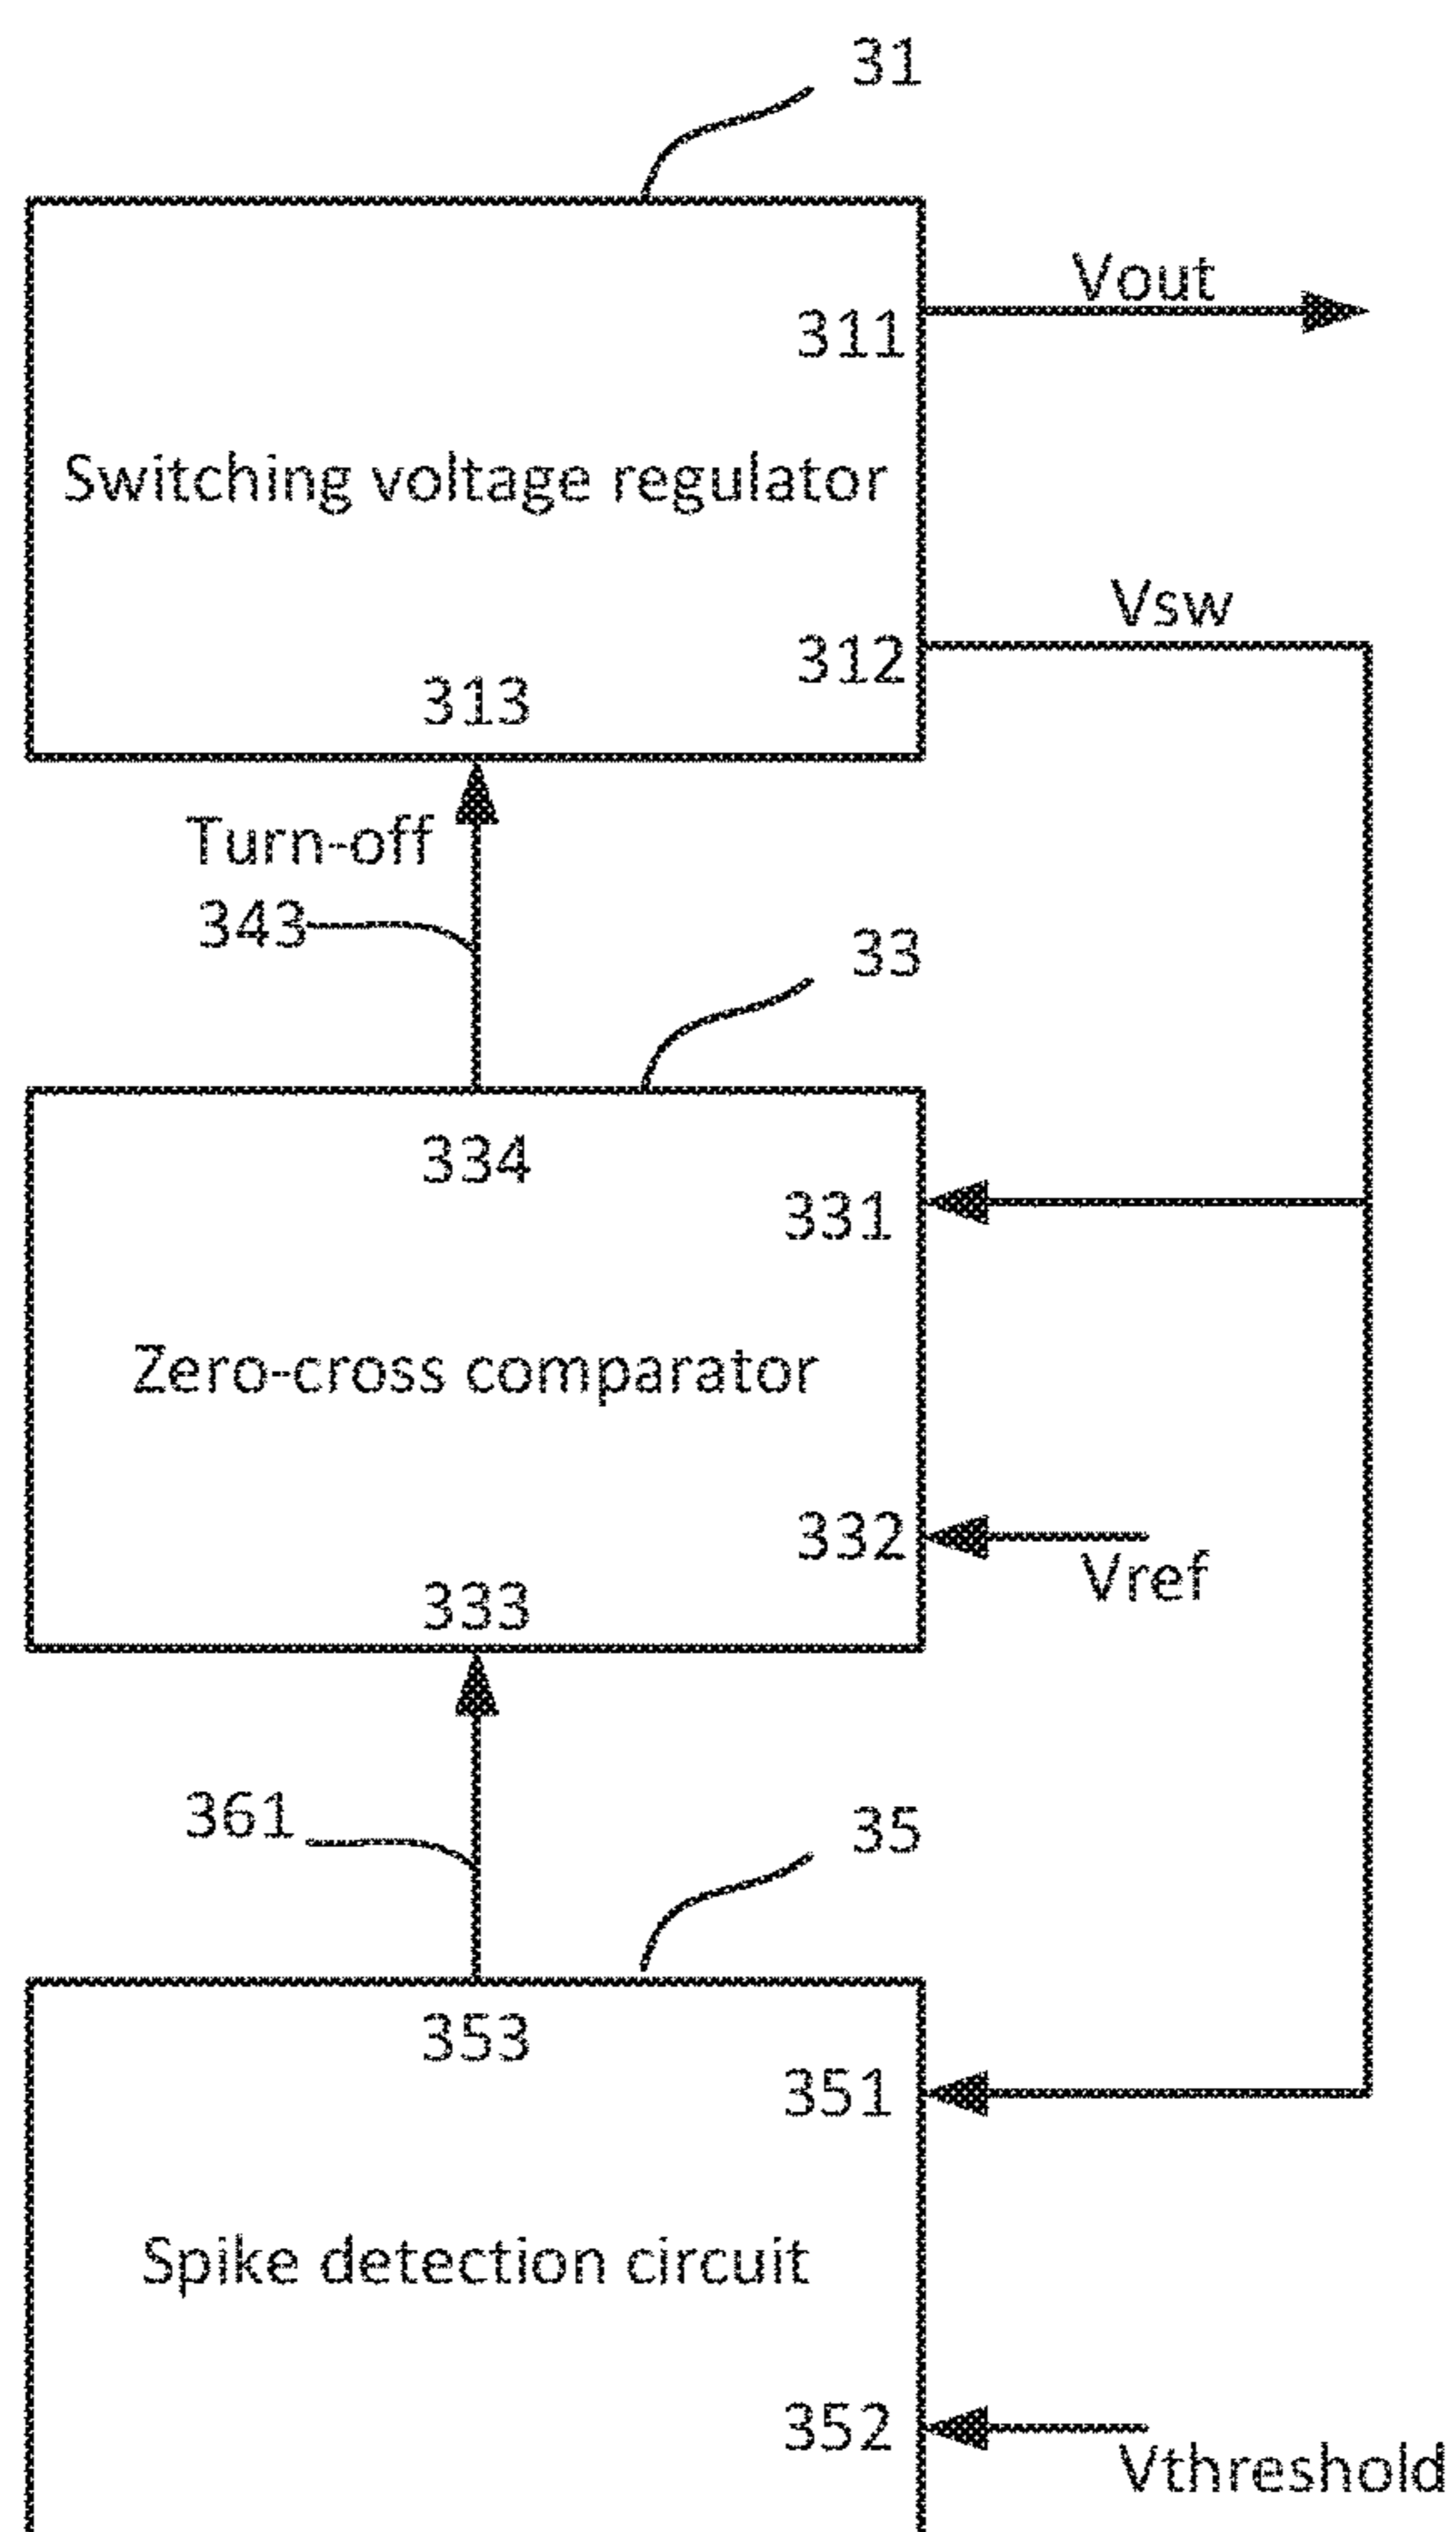 31
Vout
311
Switching voltage regulator
Vsw
312
313
Turn-off
343
33
334
331
Zero-cross comparator
332
Vref
333
361
35
353
351
Spike detection circuit
352
Vthreshold